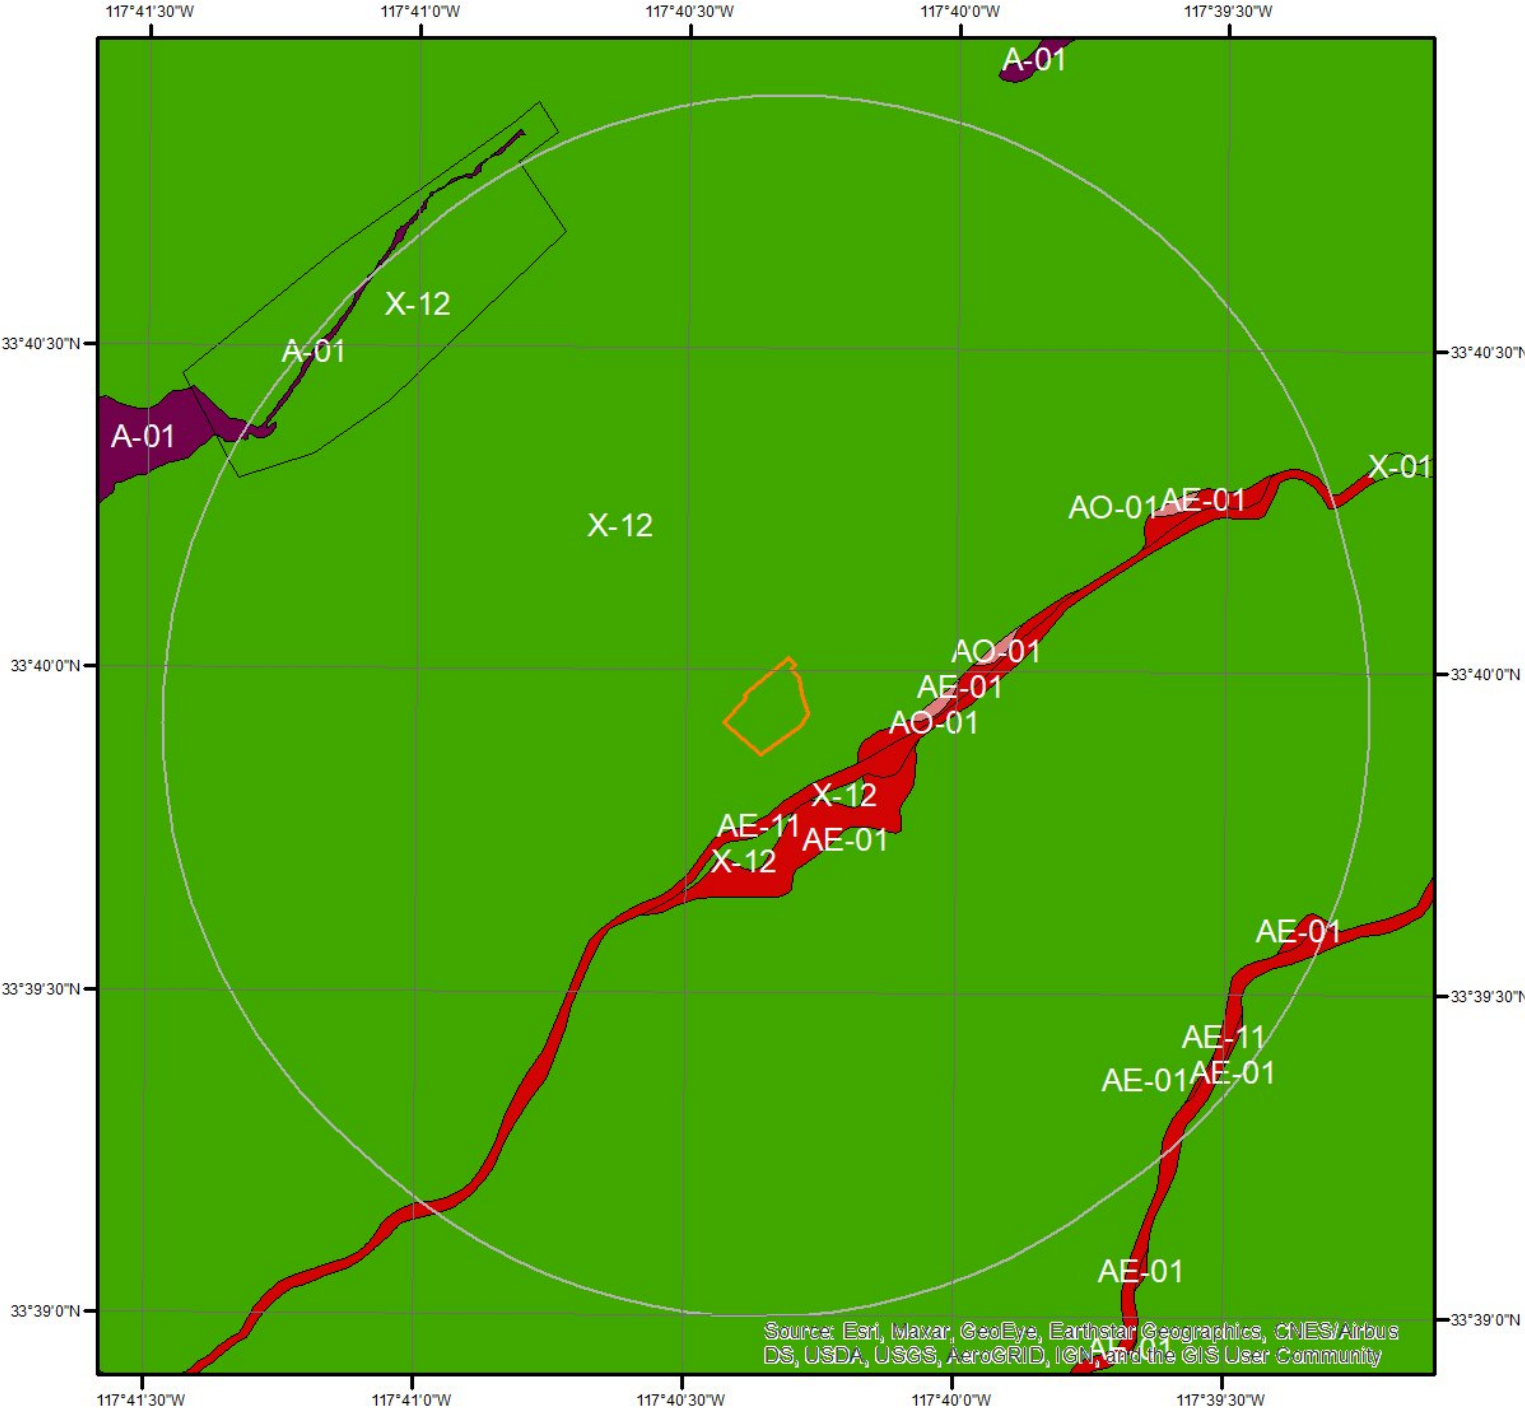 117°41'30"W 117°41'0"W 117°40'30"W 117°40'0"W 117°39'30"W
A-01
X-12
33°40'30"N
A-01
33°40'30"N
A-01
X-01
AO-01 AE-01
X-12
AO-01
33°40'0"N
33°40'0"N
AE-01
AO-01
X-12
AE-11
AE-01
X-12
AE-01
33°39'30"N
33°39'30"N
AE-11
AE-01 AE-01
AE-01
33°39'0"N
33°39'0"N
Source: Esri, Maxar, GeoEye, Earthstar Geographics, CNES/Airbus
AE-01
DS, USDA, USGS, AeroGRID, IGN, and the GIS User Community
117°41'30"W 117°41'0"W 117°40'30"W 117°40'0"W 117°39'30"W